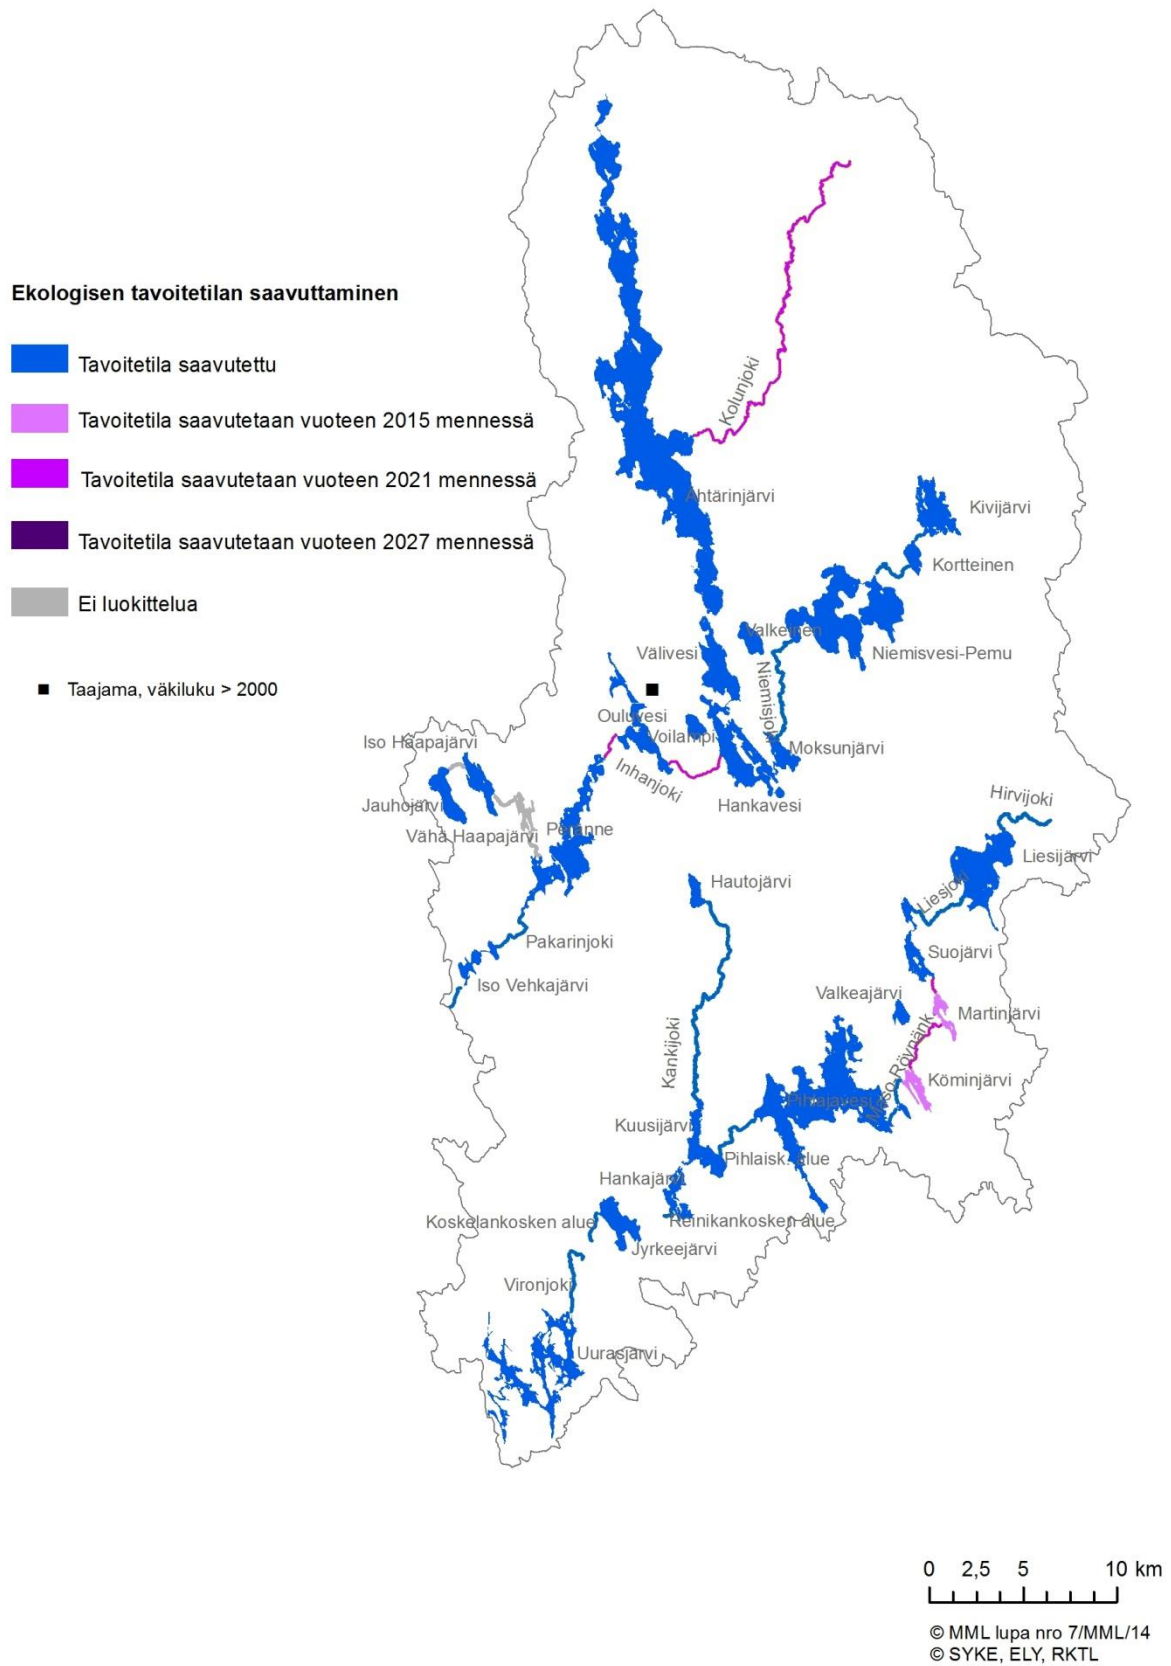 Ekologisen tavoitetilan saavuttaminen
Tavoitetila saavutettu
Tavoitetila saavutetaan vuoteen 2015 mennessä
Tavoitetila saavutetaan vuoteen 2021 mennessä
Tavoitetila saavutetaan vuoteen 2027 mennessä
Ei luokittelua
Taajama, väkiluku > 2000
Kolunjoki
Ähtärinjärvi
Kivijärvi
Kortteinen
Valkeinen
Välivesi
Niemisvesi-Pemu
Niemisjoki
Ouluvesi
Voilampi
Moksunjärvi
Iso Haapajärvi
Inhanjoki
Hankavesi
Jauhojärvi
Vähä Haapajärvi
Peränne
Hirvijoki
Liesijärvi
Hautojärvi
Liesjoki
Pakarinjoki
Suojärvi
Iso Vehkajärvi
Valkeajärvi
Martinjärvi
Kankijoki
Köminjärvi
Pihlajavesi
Kuusijärvi
Pihlaisk. alue
Hankajärvi
Koskelankosken alue
Reinikankosken alue
Jyrkeejärvi
Vironjoki
Uurasjärvi
0 2,5 5 10 km
© MML lupa nro 7/MML/14
© SYKE, ELY, RKTL